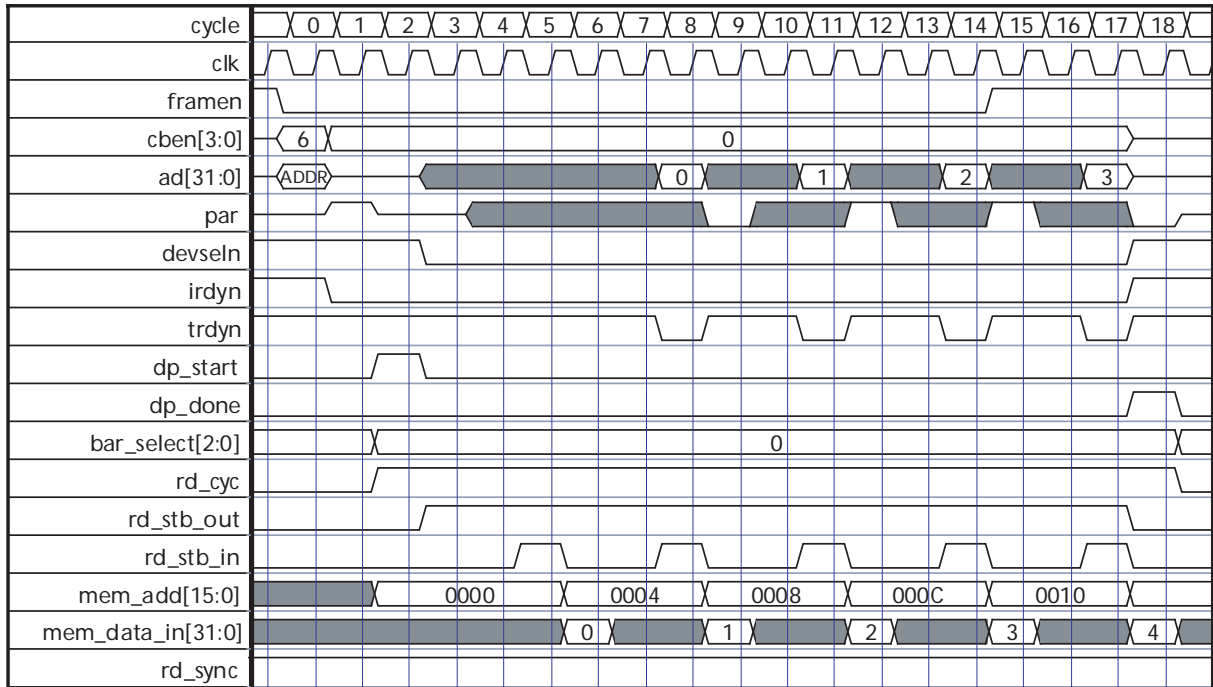 cycle 0 1 2 3 4 5 6 7 8 9 10 11 12 13 14 15 16 17 18
clk
framen
cben[3:0] 6 0
ad[31:0] ADDR 0 1 2 3
par
devseln
irdyn
trdyn
dp_start
dp_done
bar_select[2:0] 0
rd_cyc
rd_stb_out
rd_stb_in
mem_add[15:0] 0000 0004 0008 000C 0010
mem_data_in[31:0] 0 1 2 3 4
rd_sync